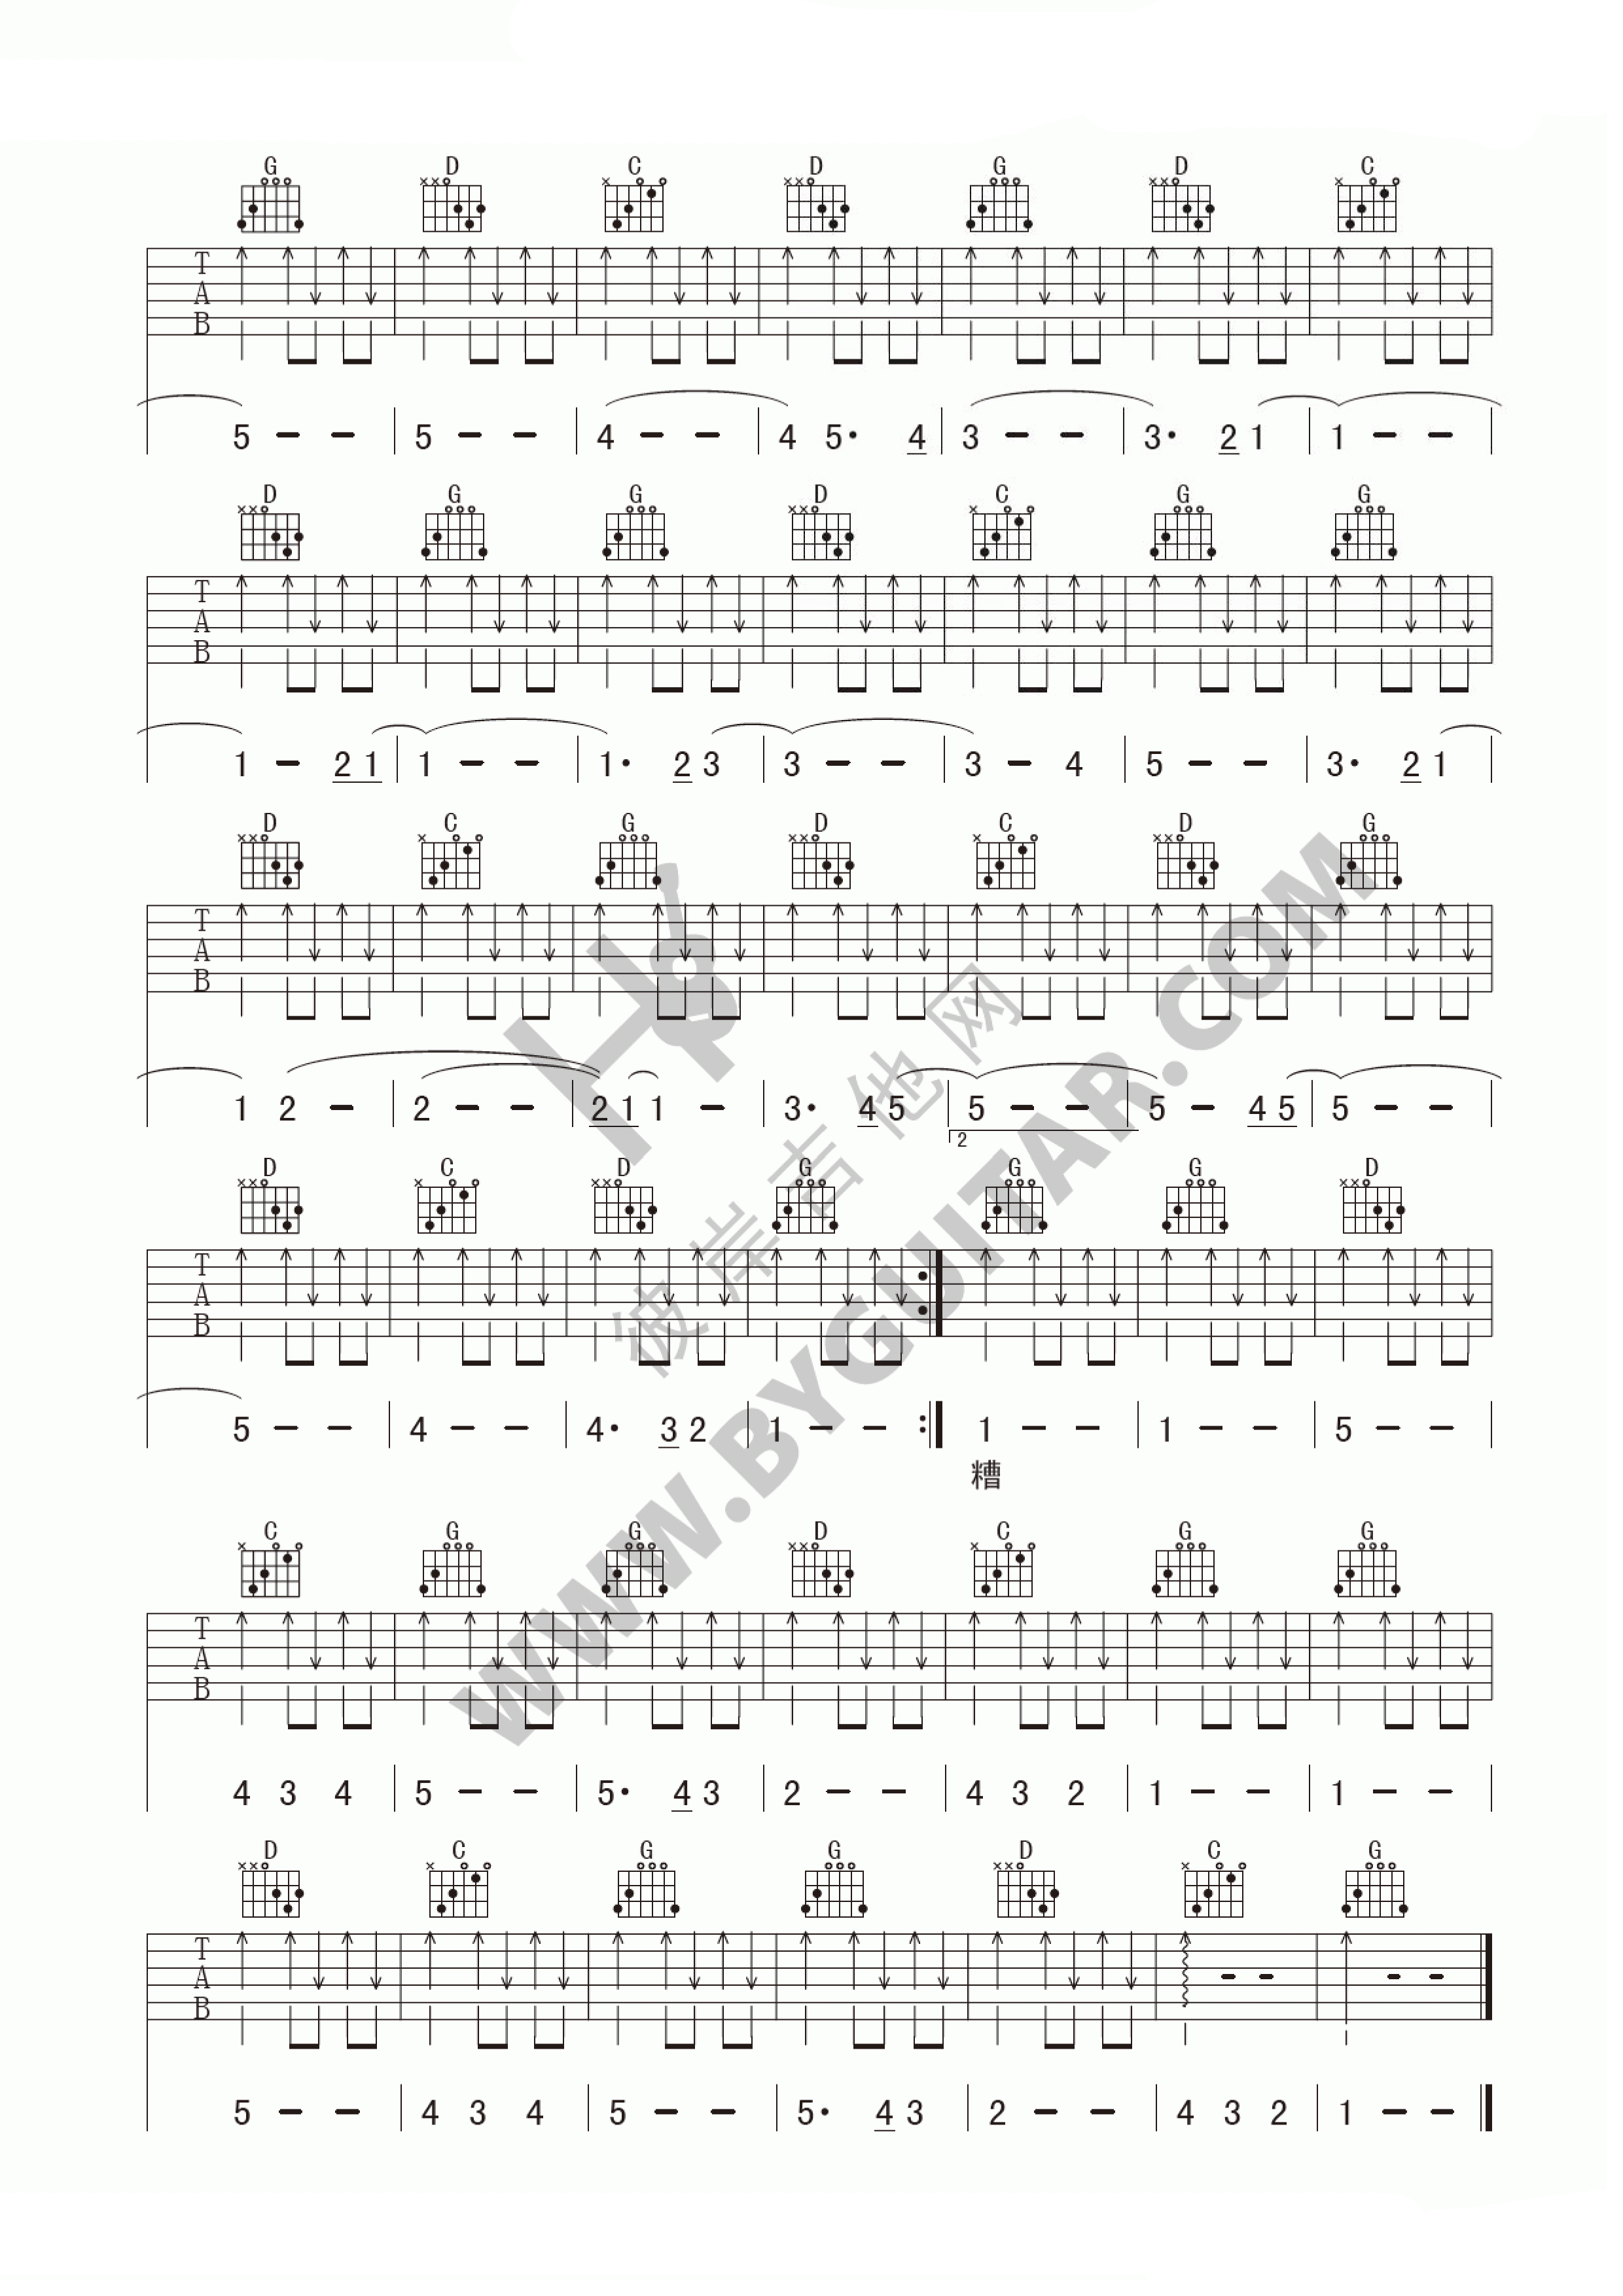 G D C D G D C
T
A
B
5 – – | 5 – – | 4 – – | 4 5· 4 | 3 – – | 3· 2 1 | 1 – – |
D G G D C G G
T
A
B
1 – 2 1 | 1 – – | 1· 2 3 | 3 – – | 3 – 4 | 5 – – | 3· 2 1 |
D C G D C D G
T
A
B
1 2 – | 2 – – | 2 1 1 – | 3· 4 5 | 5 – – | 5 – 4 5 | 5 – – |
2
D C D G G G D
T
A
B
5 – – | 4 – – | 4· 3 2 | 1 – – :| 1 – – | 1 – – | 5 – – |
糟
C G G D C G G
T
A
B
4 3 4 | 5 – – | 5· 4 3 | 2 – – | 4 3 2 | 1 – – | 1 – – |
D C G G D C G
T
A
B
5 – – | 4 3 4 | 5 – – | 5· 4 3 | 2 – – | 4 3 2 | 1 – – |
彼岸吉他网
WWW.BYGUITAR.COM